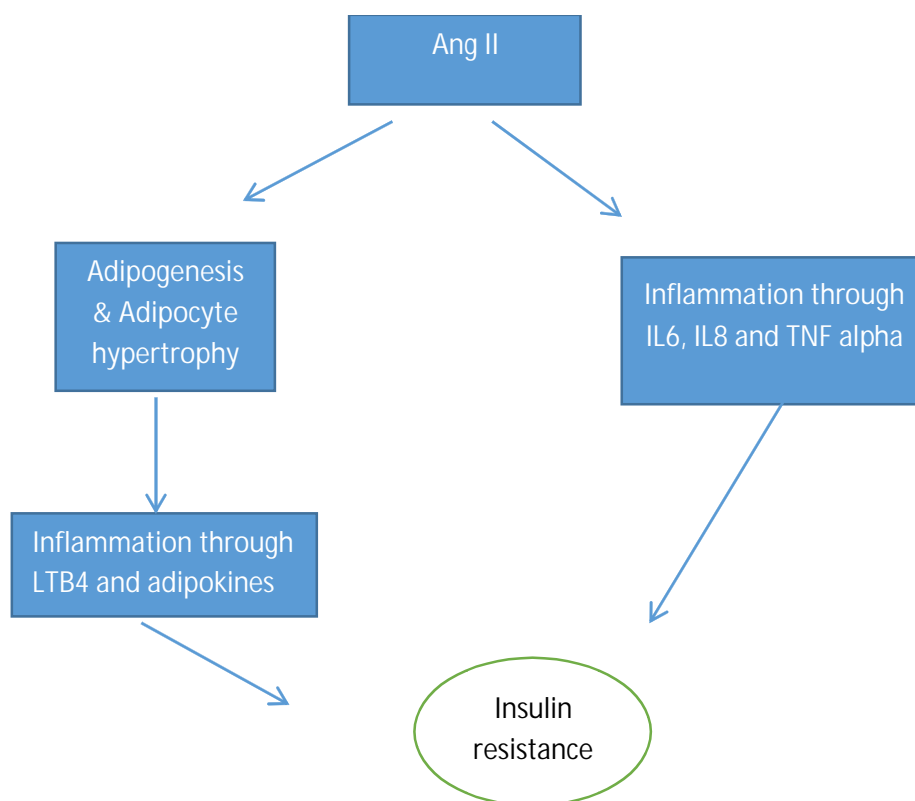 Ang II
Adipogenesis
& Adipocyte
hypertrophy
Inflammation through
IL6, IL8 and TNF alpha
Inflammation through
LTB4 and adipokines
Insulin
resistance